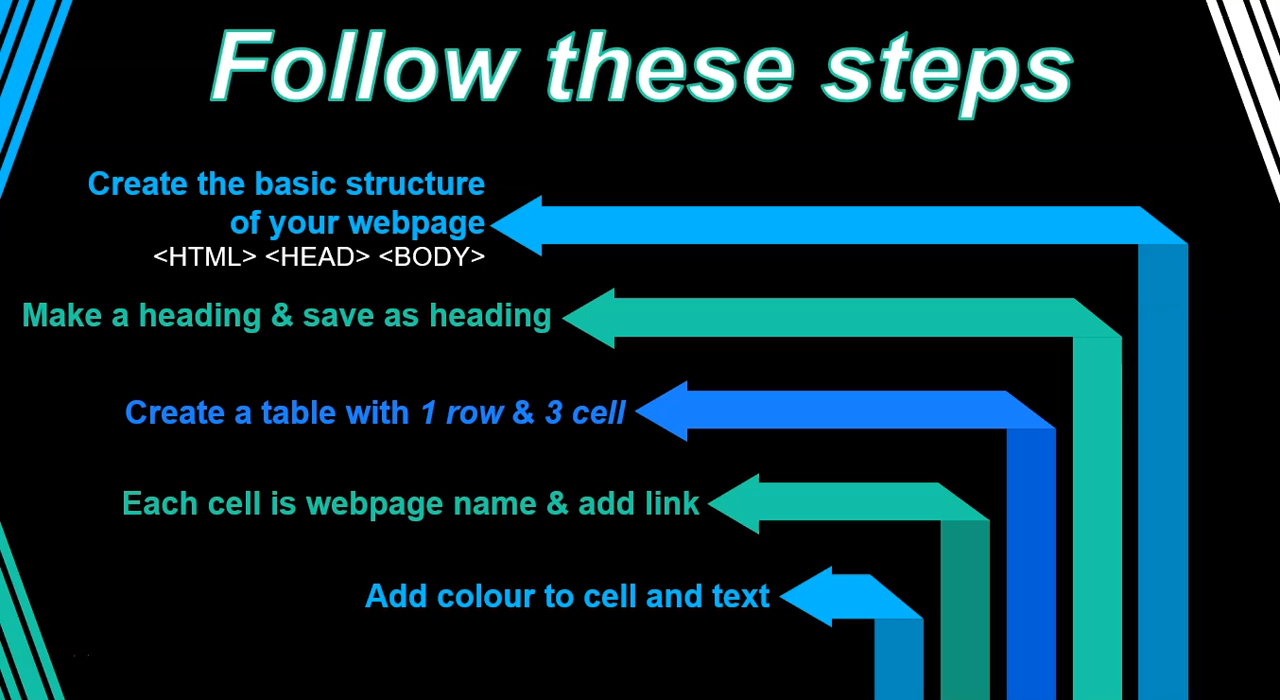 Follow these steps
Create the basic structure
of your webpage
<HTML> <HEAD> <BODY>
Make a heading & save as heading
Create a table with 1 row & 3 cell
Each cell is webpage name & add link
Add colour to cell and text